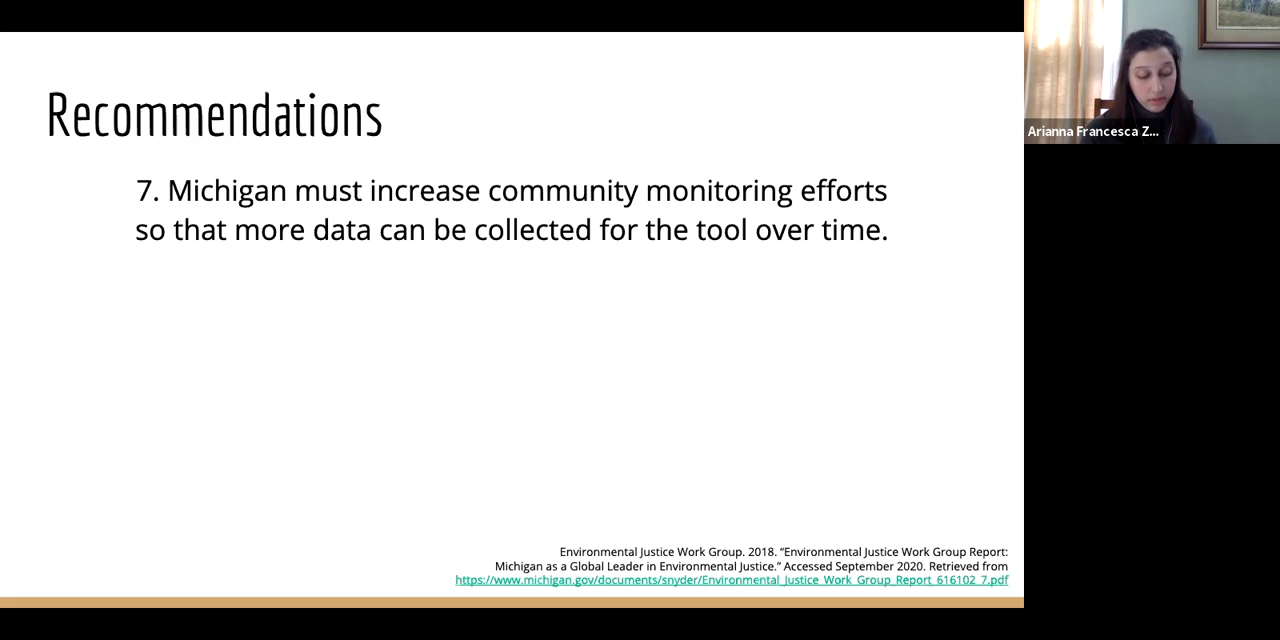 Recommendations
7. Michigan must increase community monitoring efforts
so that more data can be collected for the tool over time.
Environmental Justice Work Group. 2018. “Environmental Justice Work Group Report:
Michigan as a Global Leader in Environmental Justice.” Accessed September 2020. Retrieved from
https://www.michigan.gov/documents/snyder/Environmental_Justice_Work_Group_Report_616102_7.pdf
Arianna Francesca Z...